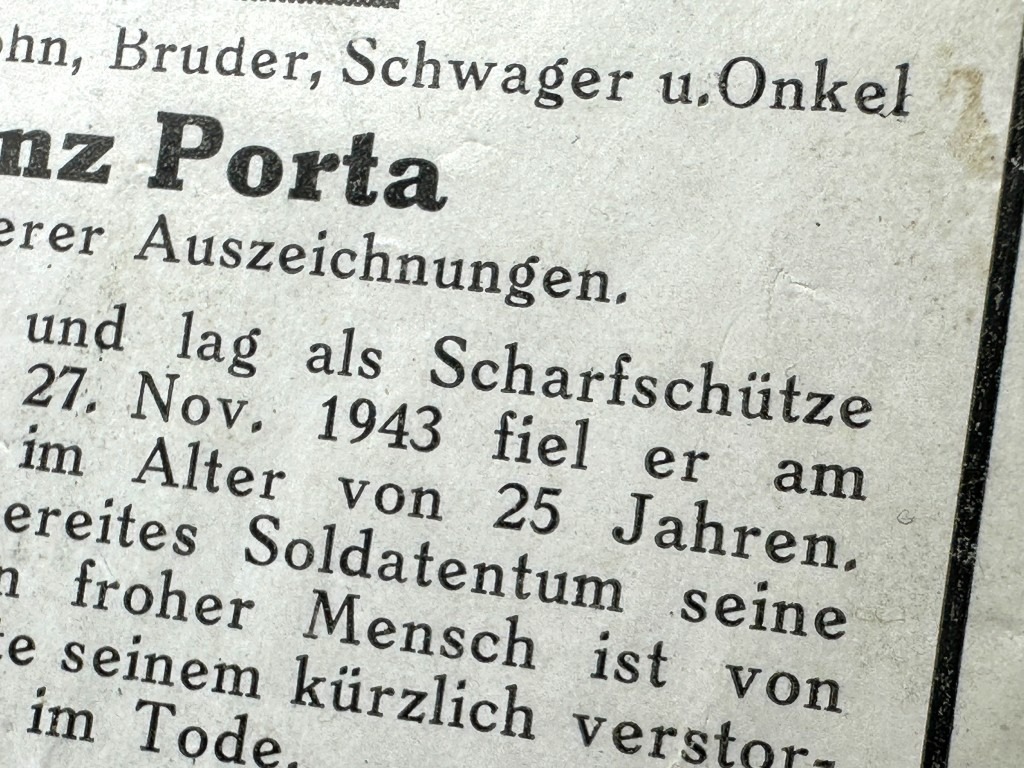 ohn, Bruder, Schwager u. Onkel
nz Porta
erer Auszeichnungen.
und lag als Scharfschütze
27. Nov. 1943 fiel er am
im Alter von 25 Jahren.
ereites Soldatentum seine
n froher Mensch ist von
te seinem kürzlich verstor-
im Tode.